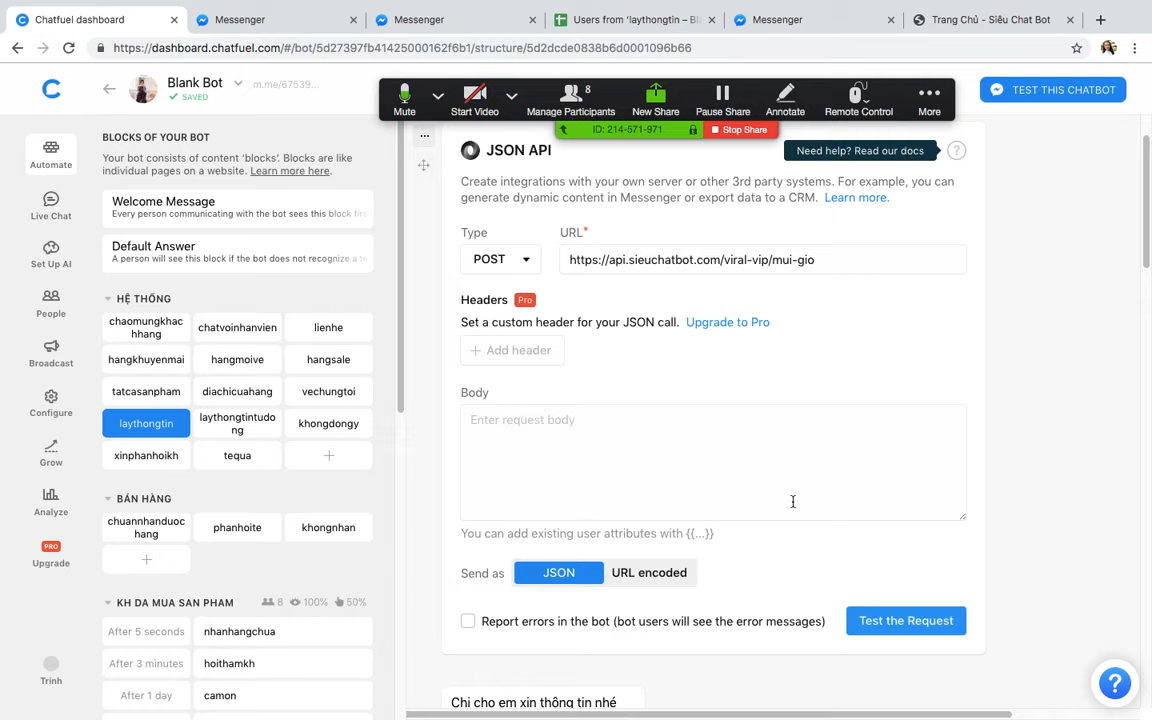 Chatfuel dashboard
Messenger
Messenger
Users from 'laythongtin – Bl
Messenger
Trang Chủ - Siêu Chat Bot
https://dashboard.chatfuel.com/#/bot/5d27397fb41425000162f6b1/structure/5d2dcde0838b6d0001096b66
Blank Bot
m.me/67539...
SAVED
Mute
Start Video
8
Manage Participants
New Share
Pause Share
Annotate
Remote Control
More
ID: 214-571-971
Stop Share
TEST THIS CHATBOT
Automate
Live Chat
Set Up AI
People
Broadcast
Configure
Grow
Analyze
PRO
Upgrade
Trinh
BLOCKS OF YOUR BOT
Your bot consists of content 'blocks'. Blocks are like
individual pages on a website. Learn more here.
Welcome Message
Every person communicating with the bot sees this block firs
Default Answer
A person will see this block if the bot does not recognize a te
HỆ THỐNG
chaomungkhac
hhang
chatvoinhanvien
lienhe
hangkhuyenmai
hangmoive
hangsale
tatcasanpham
diachicuahang
vechungtoi
laythongtin
laythongtintudo
ng
khongdongy
xinphanhoikh
tequa
BÁN HÀNG
chuannhanduoc
hang
phanhoite
khongnhan
KH DA MUA SAN PHAM
8
100%
50%
After 5 seconds
nhanhangchua
After 3 minutes
hoithamkh
After 1 day
camon
JSON API
Need help? Read our docs
Create integrations with your own server or other 3rd party systems. For example, you can
generate dynamic content in Messenger or export data to a CRM. Learn more.
Type
URL*
POST
https://api.sieuchatbot.com/viral-vip/mui-gio
Headers Pro
Set a custom header for your JSON call. Upgrade to Pro
+ Add header
Body
Enter request body
You can add existing user attributes with {{...}}
Send as
JSON
URL encoded
Report errors in the bot (bot users will see the error messages)
Test the Request
Chị cho em xin thông tin nhé